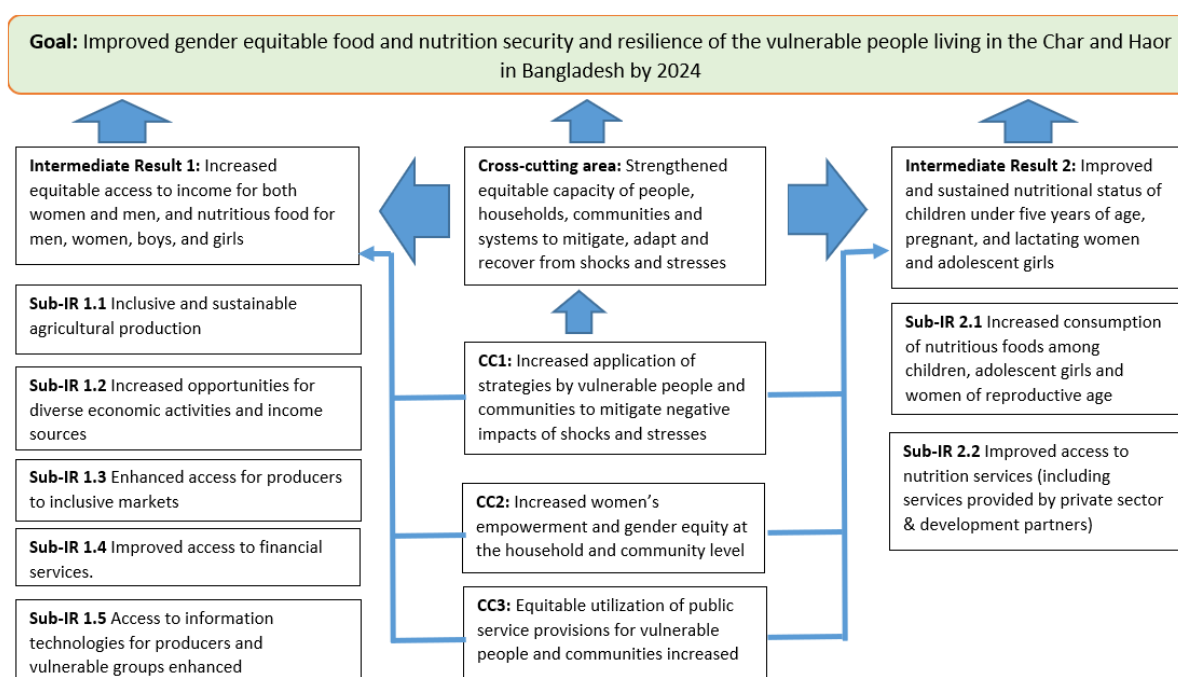 Goal: Improved gender equitable food and nutrition security and resilience of the vulnerable people living in the Char and Haor
in Bangladesh by 2024
Intermediate Result 1: Increased
equitable access to income for both
women and men, and nutritious food for
men, women, boys, and girls
Sub-IR 1.1 Inclusive and sustainable
agricultural production
Sub-IR 1.2 Increased opportunities for
diverse economic activities and income
sources
Sub-IR 1.3 Enhanced access for producers
to inclusive markets
Sub-IR 1.4 Improved access to financial
services.
Sub-IR 1.5 Access to information
technologies for producers and
vulnerable groups enhanced
Cross-cutting area: Strengthened
equitable capacity of people,
households, communities and
systems to mitigate, adapt and
recover from shocks and stresses
CC1: Increased application of
strategies by vulnerable people and
communities to mitigate negative
impacts of shocks and stresses
CC2: Increased women’s
empowerment and gender equity at
the household and community level
CC3: Equitable utilization of public
service provisions for vulnerable
people and communities increased
Intermediate Result 2: Improved
and sustained nutritional status of
children under five years of age,
pregnant, and lactating women
and adolescent girls
Sub-IR 2.1 Increased consumption
of nutritious foods among
children, adolescent girls and
women of reproductive age
Sub-IR 2.2 Improved access to
nutrition services (including
services provided by private sector
& development partners)